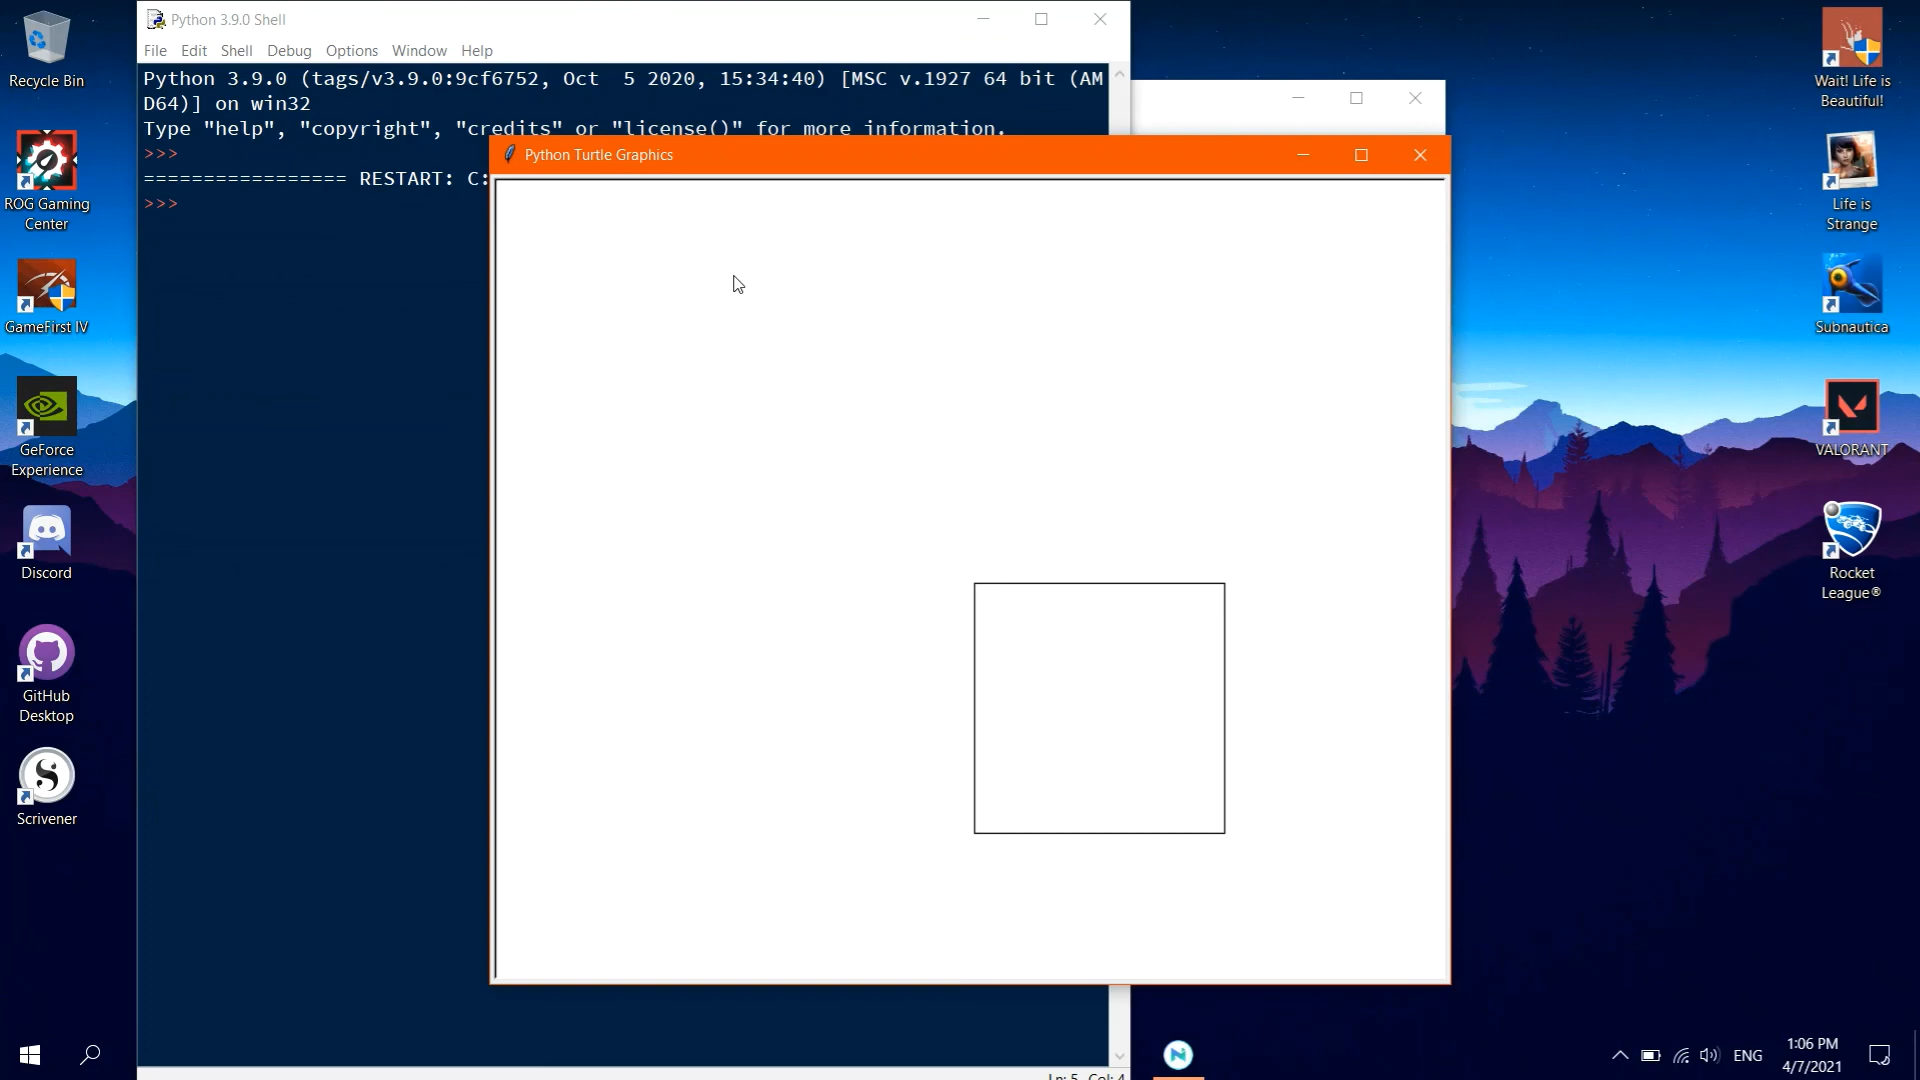 Recycle Bin
ROG Gaming
Center
GameFirst IV
GeForce
Experience
Discord
GitHub
Desktop
Scrivener
Python 3.9.0 Shell
File Edit Shell Debug Options Window Help
Python 3.9.0 (tags/v3.9.0:9cf6752, Oct  5 2020, 15:34:40) [MSC v.1927 64 bit (AM
D64)] on win32
Type "help", "copyright", "credits" or "license()" for more information.
>>>
================= RESTART: C:
>>>
Python Turtle Graphics
Ln: 5 Col: 4
Wait! Life is
Beautiful!
Life is
Strange
Subnautica
VALORANT
Rocket
League®
ENG
1:06 PM
4/7/2021